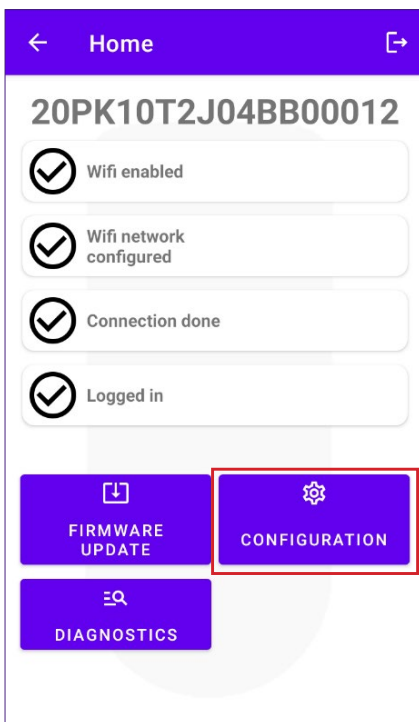 Home
20PK10T2J04BB00012
Wifi enabled
Wifi network
configured
Connection done
Logged in
FIRMWARE
UPDATE
CONFIGURATION
DIAGNOSTICS